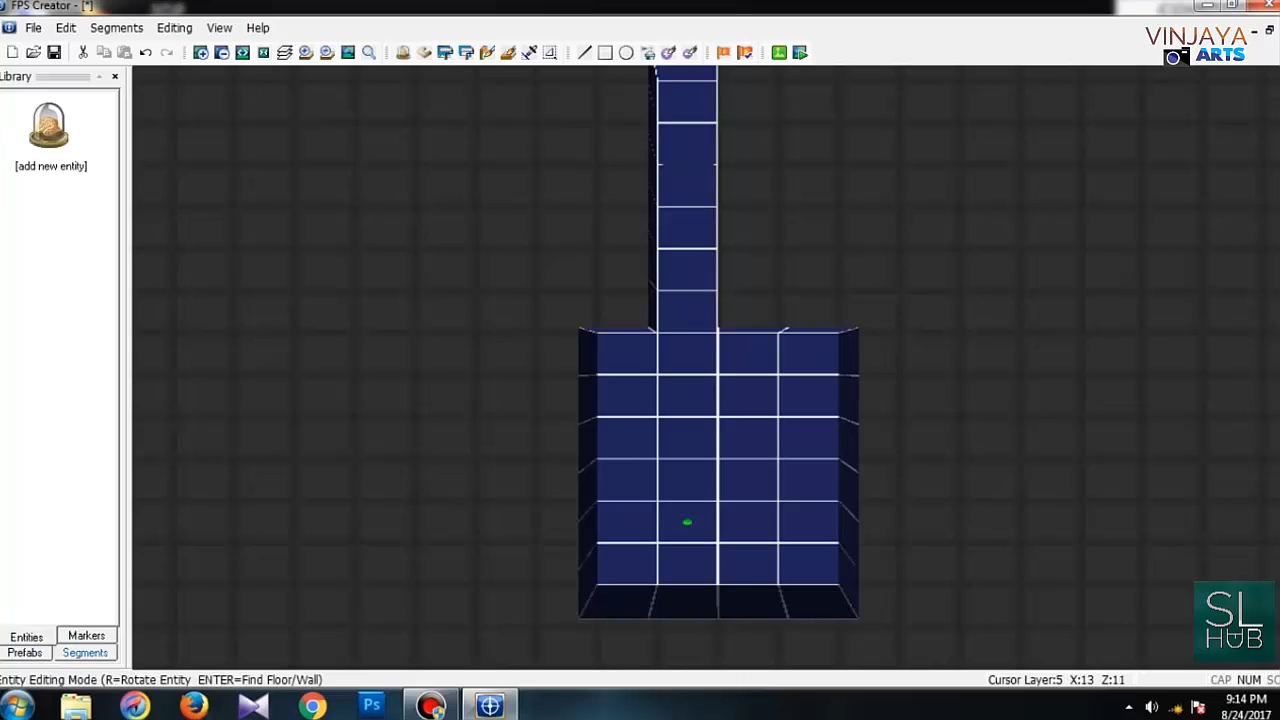 FPS Creator - [*]
File Edit Segments Editing View Help
VINJAYA
ARTS
Library
[add new entity]
Entities Markers
Prefabs Segments
SL
HUB
Entity Editing Mode (R=Rotate Entity ENTER=Find Floor/Wall) Cursor Layer:5 X:13 Z:11 CAP NUM SC
Ps
9:14 PM
8/24/2017